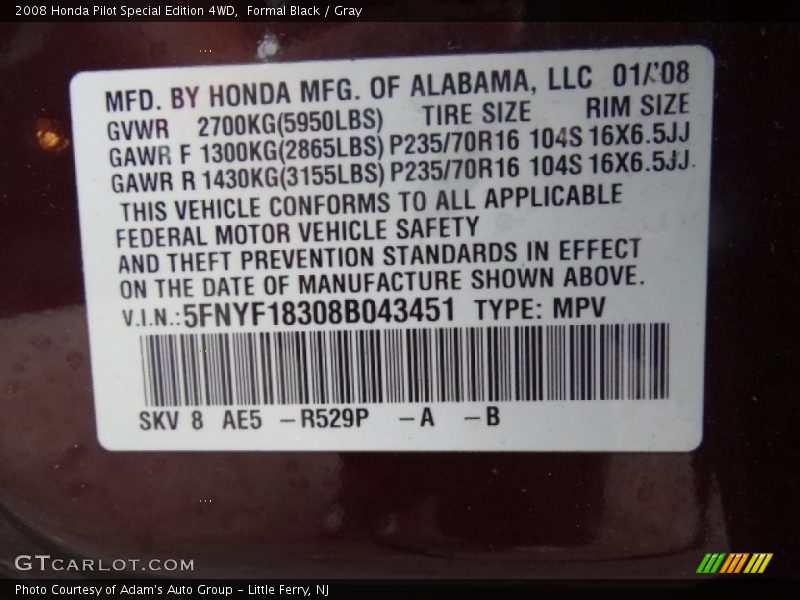 2008 Honda Pilot Special Edition 4WD, Formal Black / Gray
MFD. BY HONDA MFG. OF ALABAMA, LLC 01/'08
GVWR 2700KG(5950LBS) TIRE SIZE RIM SIZE
GAWR F 1300KG(2865LBS) P235/70R16 104S 16X6.5JJ
GAWR R 1430KG(3155LBS) P235/70R16 104S 16X6.5JJ.
THIS VEHICLE CONFORMS TO ALL APPLICABLE
FEDERAL MOTOR VEHICLE SAFETY
AND THEFT PREVENTION STANDARDS IN EFFECT
ON THE DATE OF MANUFACTURE SHOWN ABOVE.
V.I.N.:5FNYF18308B043451 TYPE: MPV
SKV 8 AE5 -R529P -A -B
GTCARLOT.COM
Photo Courtesy of Adam's Auto Group - Little Ferry, NJ